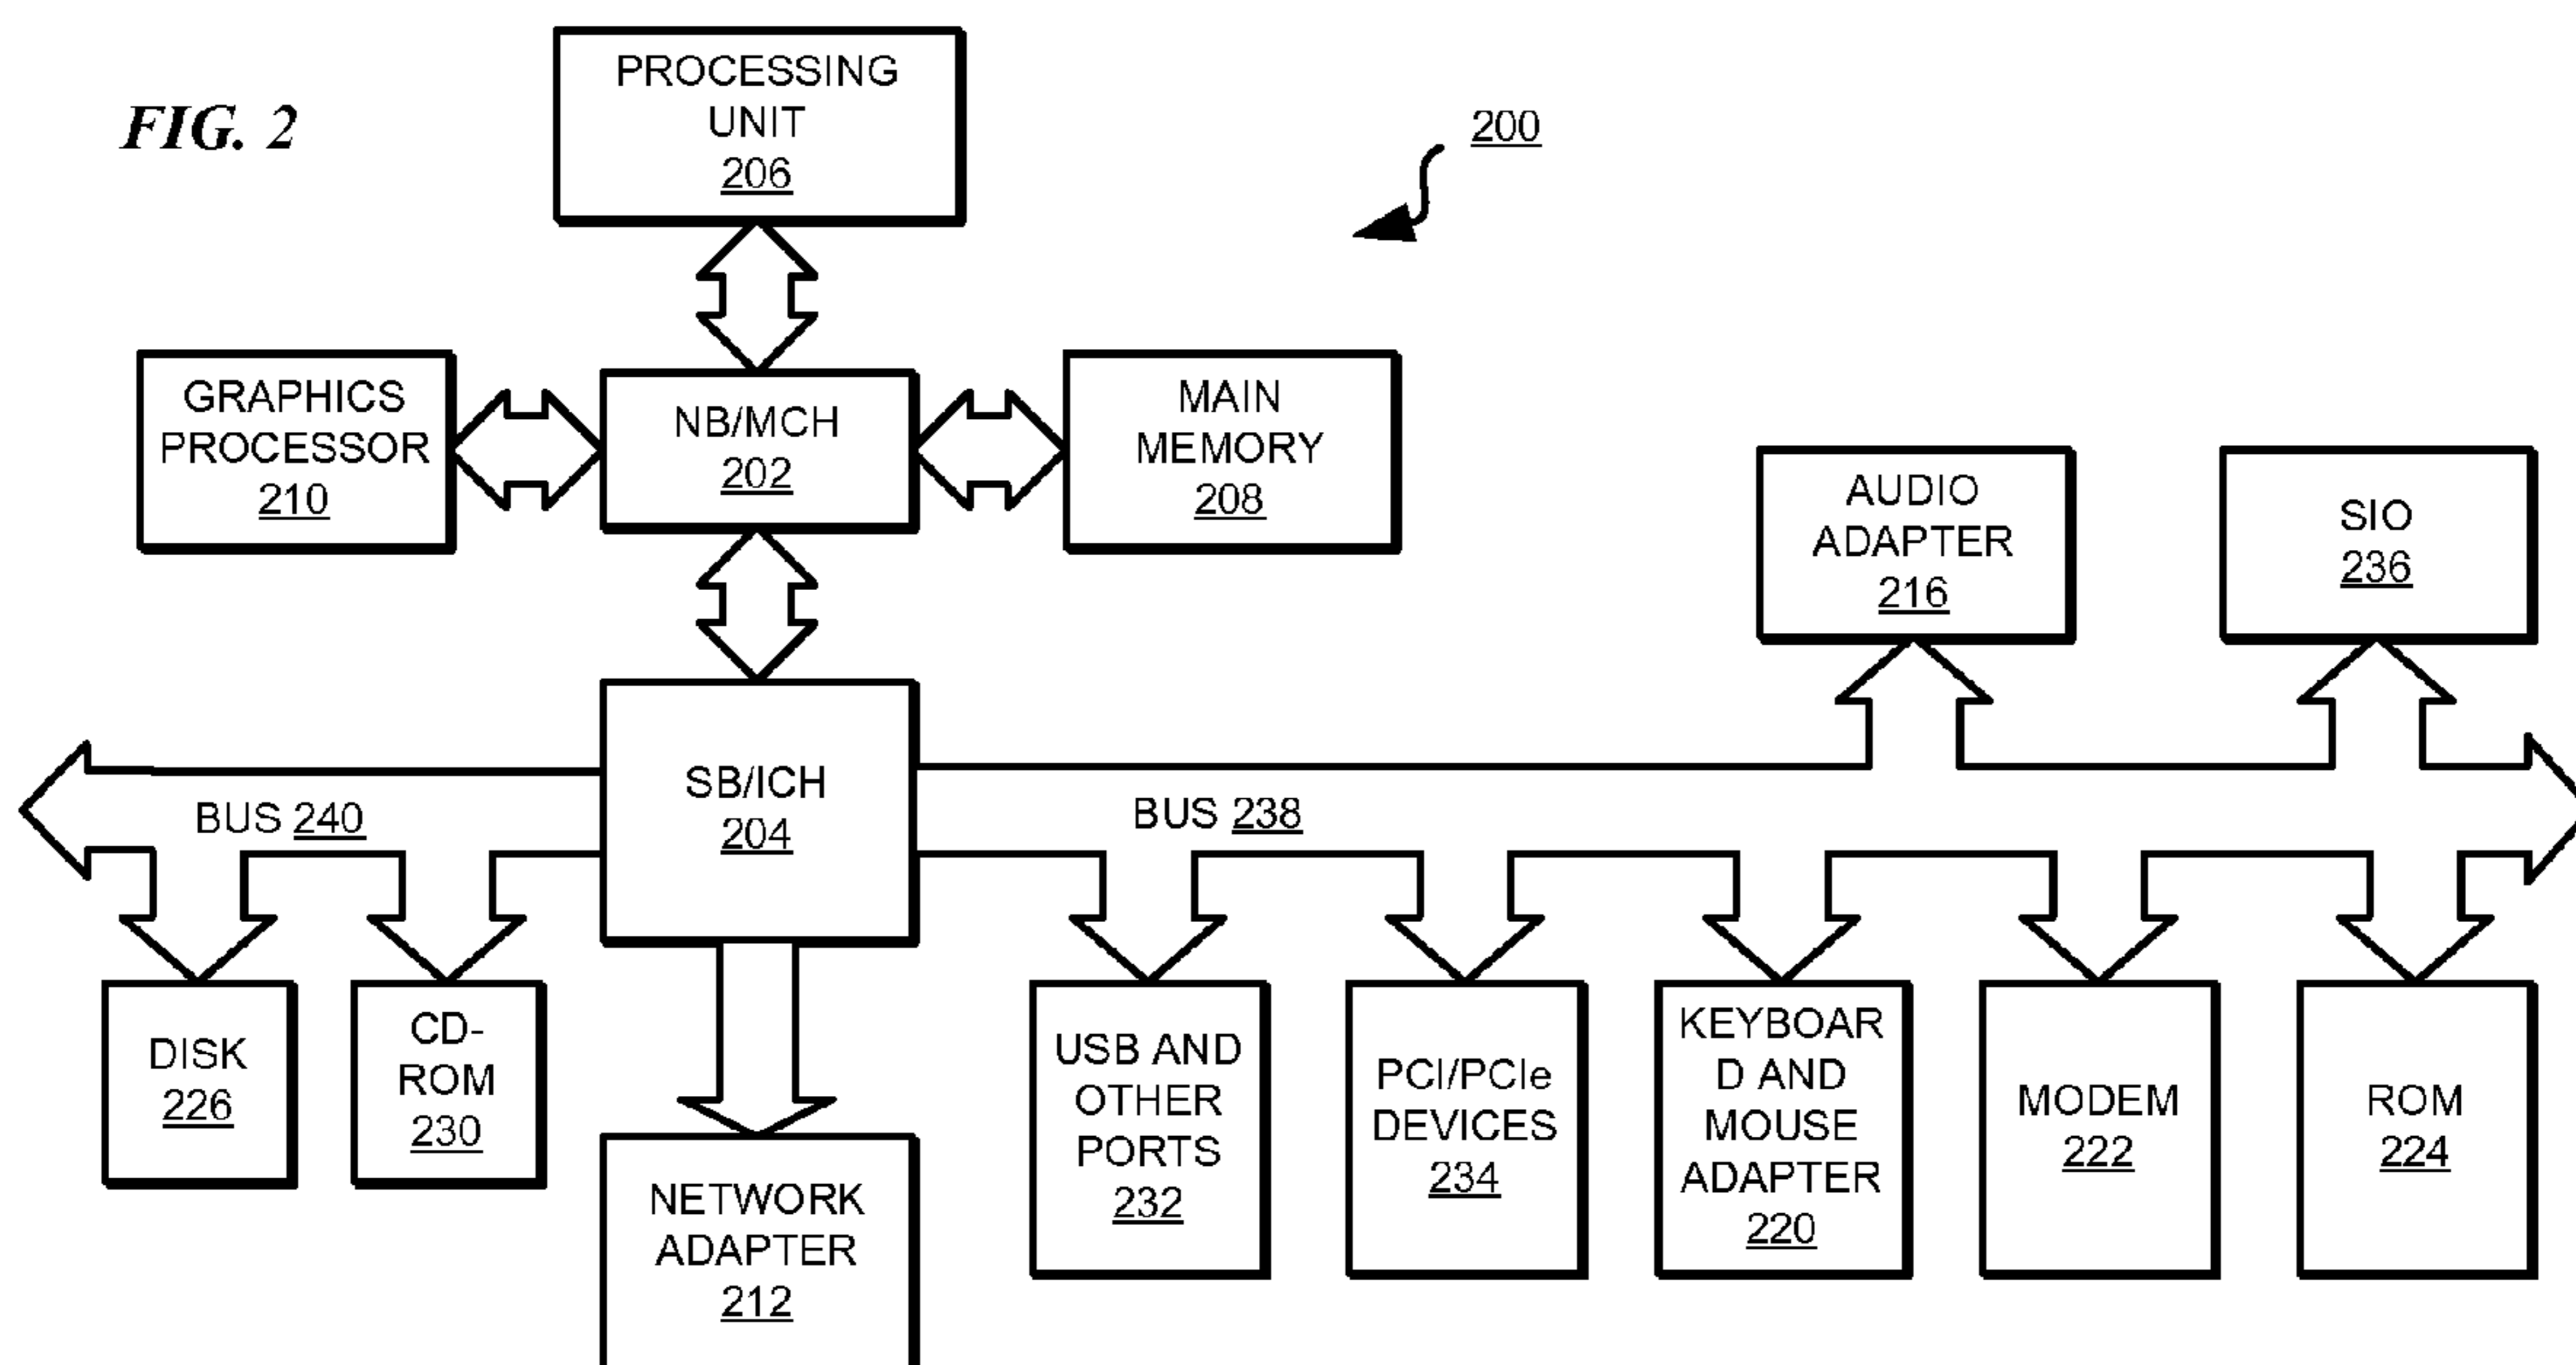 FIG. 2
PROCESSING
UNIT
206
200
GRAPHICS
PROCESSOR
210
NB/MCH
202
MAIN
MEMORY
208
AUDIO
ADAPTER
216
SIO
236
SB/ICH
204
BUS 240
BUS 238
DISK
226
CD-
ROM
230
NETWORK
ADAPTER
212
USB AND
OTHER
PORTS
232
PCI/PCIe
DEVICES
234
KEYBOAR
D AND
MOUSE
ADAPTER
220
MODEM
222
ROM
224